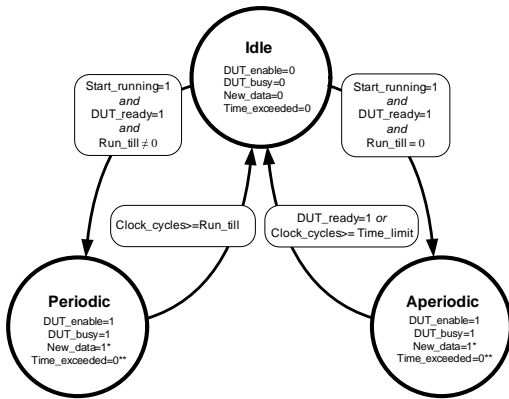 Idle
DUT_enable=0
DUT_busy=0
New_data=0
Time_exceeded=0
Start_running=1
and
DUT_ready=1
and
Run_till ≠ 0
Start_running=1
and
DUT_ready=1
and
Run_till = 0
Clock_cycles>=Run_till
DUT_ready=1 or
Clock_cycles>= Time_limit
Periodic
DUT_enable=1
DUT_busy=1
New_data=1*
Time_exceeded=0**
Aperiodic
DUT_enable=1
DUT_busy=1
New_data=1*
Time_exceeded=0**